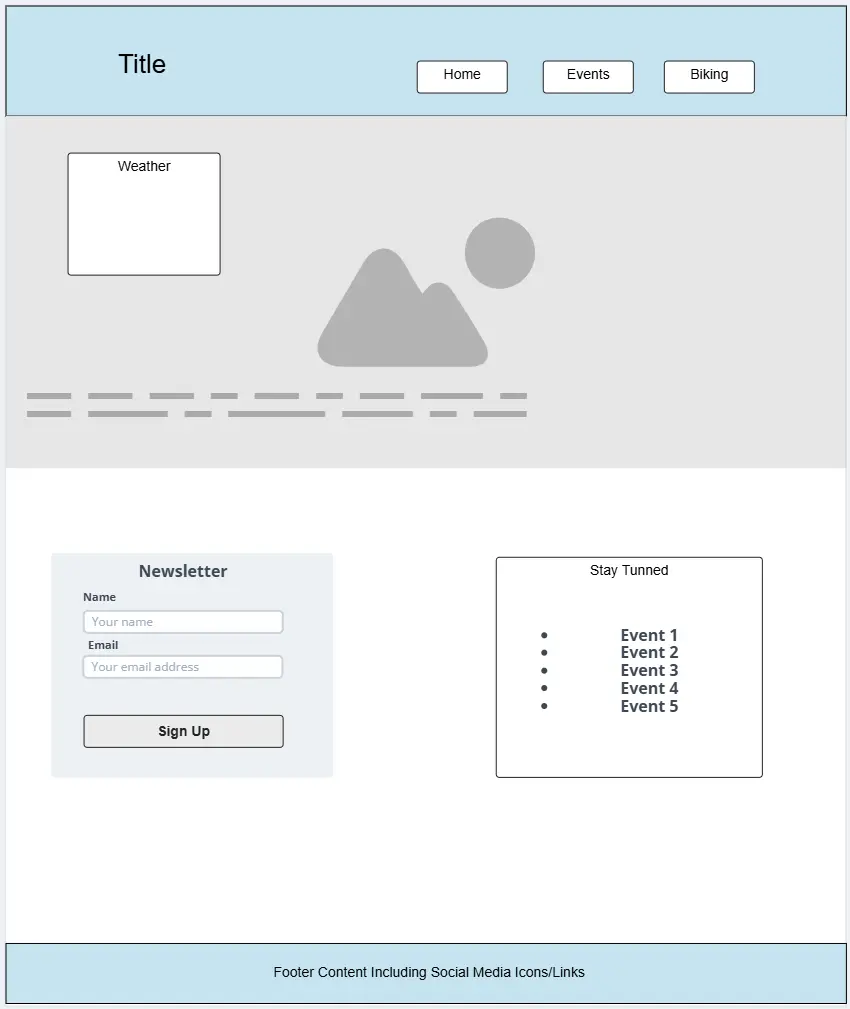 Title
Home
Events
Biking
Weather
Newsletter
Name
Your name
Email
Your email address
Sign Up
Stay Tunned
• Event 1
• Event 2
• Event 3
• Event 4
• Event 5
Footer Content Including Social Media Icons/Links